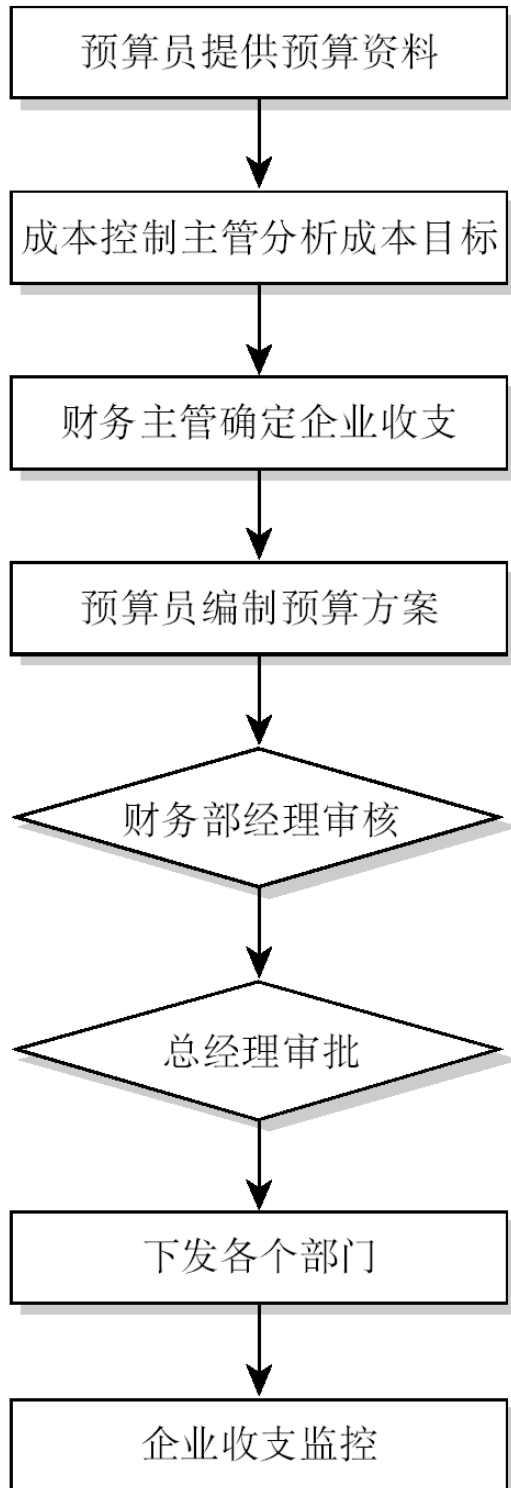 预算员提供预算资料
成本控制主管分析成本目标
财务主管确定企业收支
预算员编制预算方案
财务部经理审核
总经理审批
下发各个部门
企业收支监控